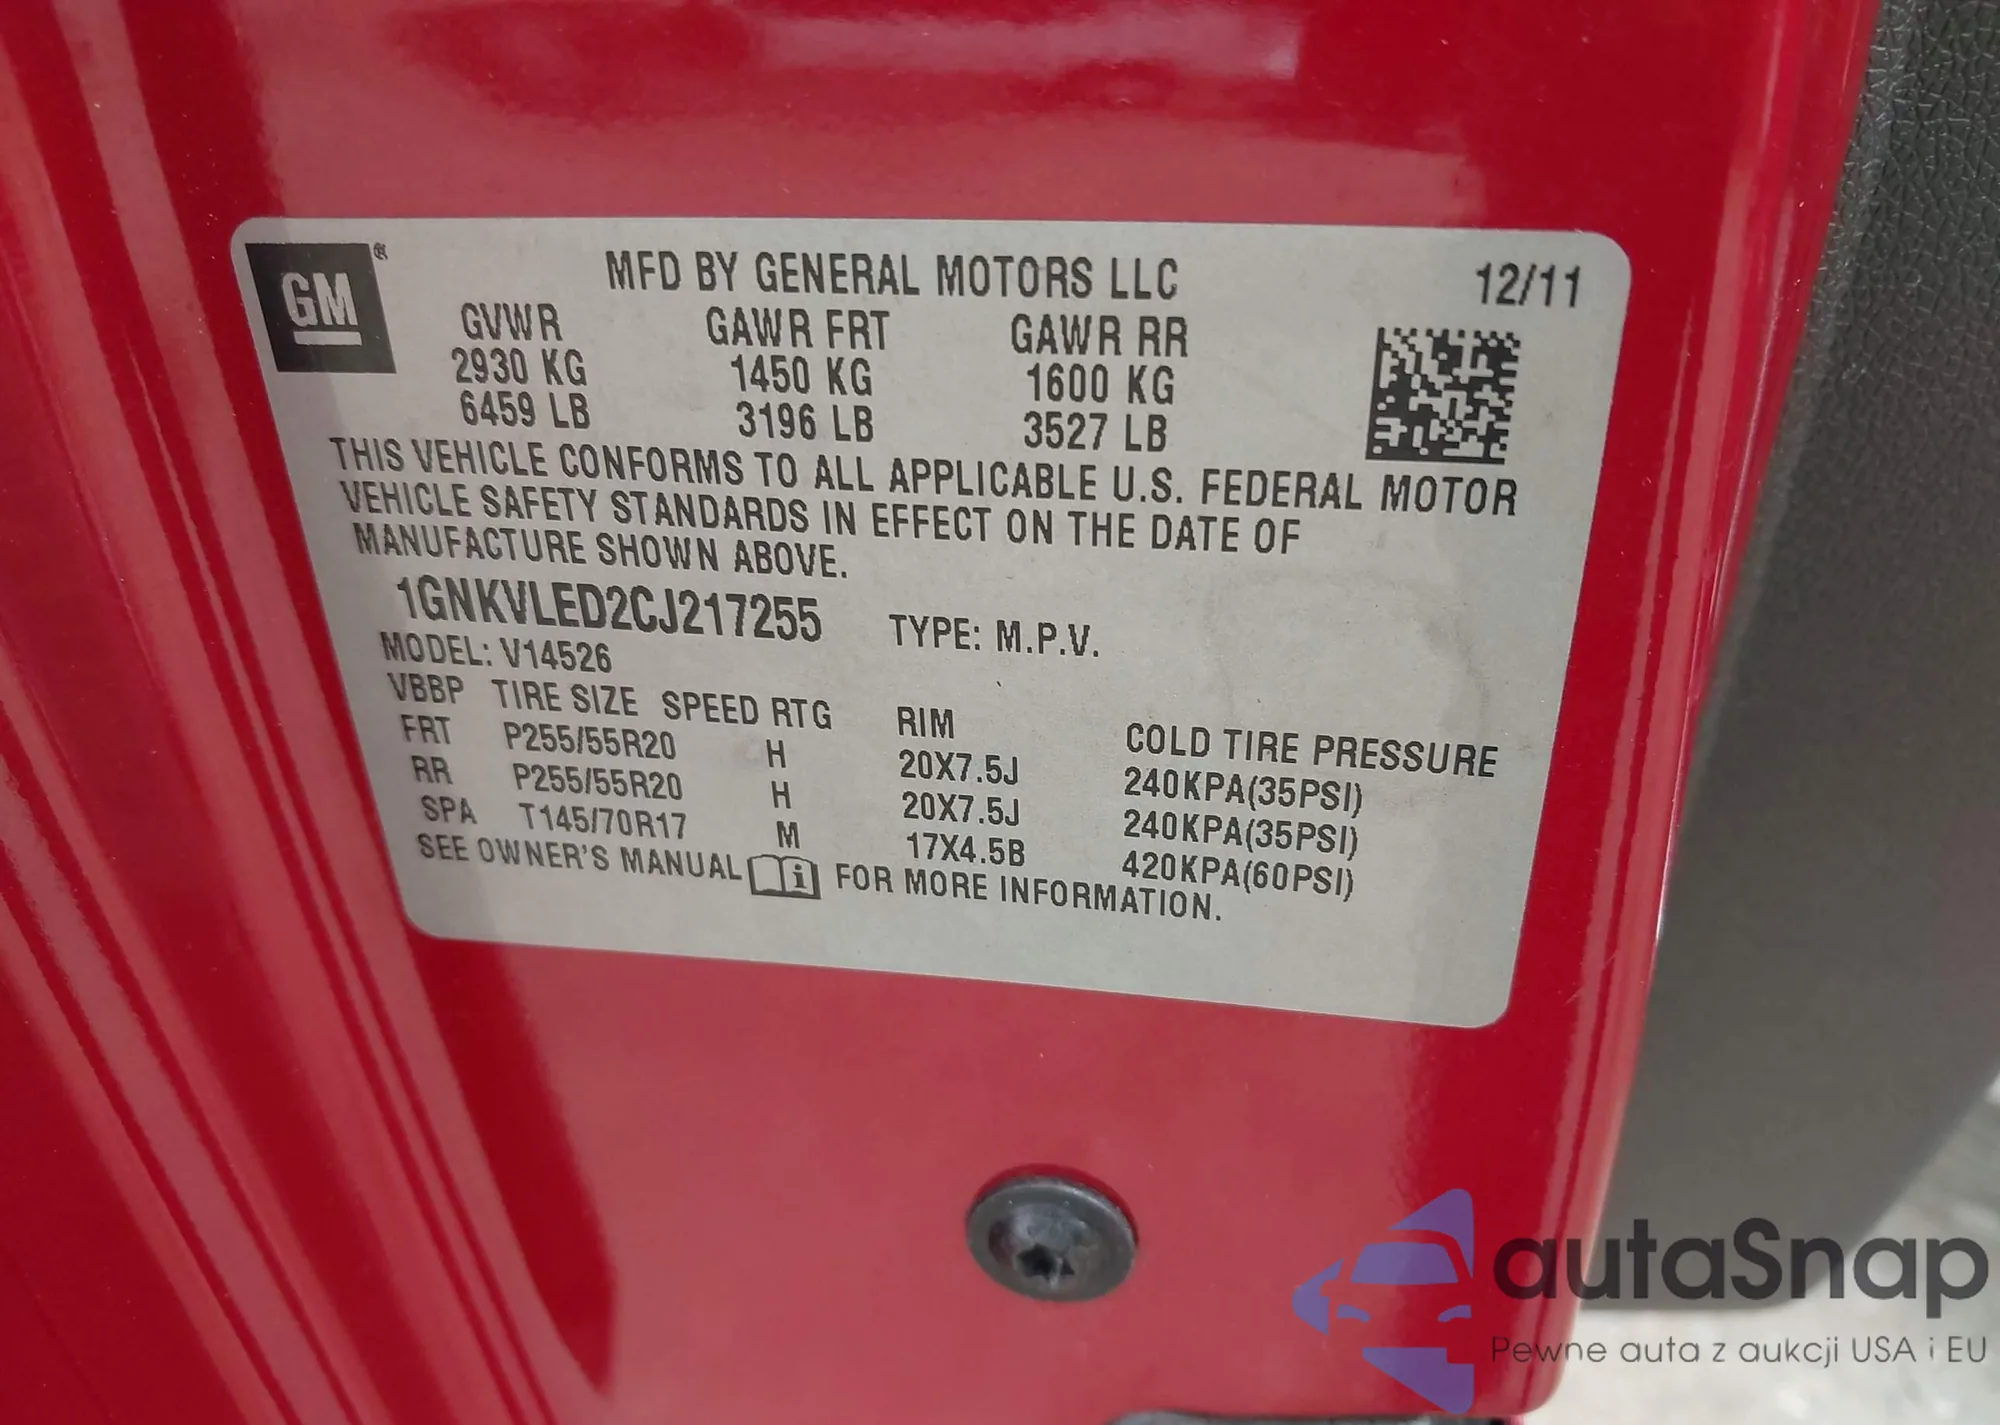 GM ®
MFD BY GENERAL MOTORS LLC 12/11
GVWR GAWR FRT GAWR RR
2930 KG 1450 KG 1600 KG
6459 LB 3196 LB 3527 LB
THIS VEHICLE CONFORMS TO ALL APPLICABLE U.S. FEDERAL MOTOR
VEHICLE SAFETY STANDARDS IN EFFECT ON THE DATE OF
MANUFACTURE SHOWN ABOVE.
1GNKVLED2CJ217255 TYPE: M.P.V.
MODEL: V14526
VBBP TIRE SIZE SPEED RTG RIM COLD TIRE PRESSURE
FRT P255/55R20 H 20X7.5J 240KPA(35PSI)
RR P255/55R20 H 20X7.5J 240KPA(35PSI)
SPA T145/70R17 M 17X4.5B 420KPA(60PSI)
SEE OWNER'S MANUAL i FOR MORE INFORMATION.
autaSnap
Pewne auta z aukcji USA i EU